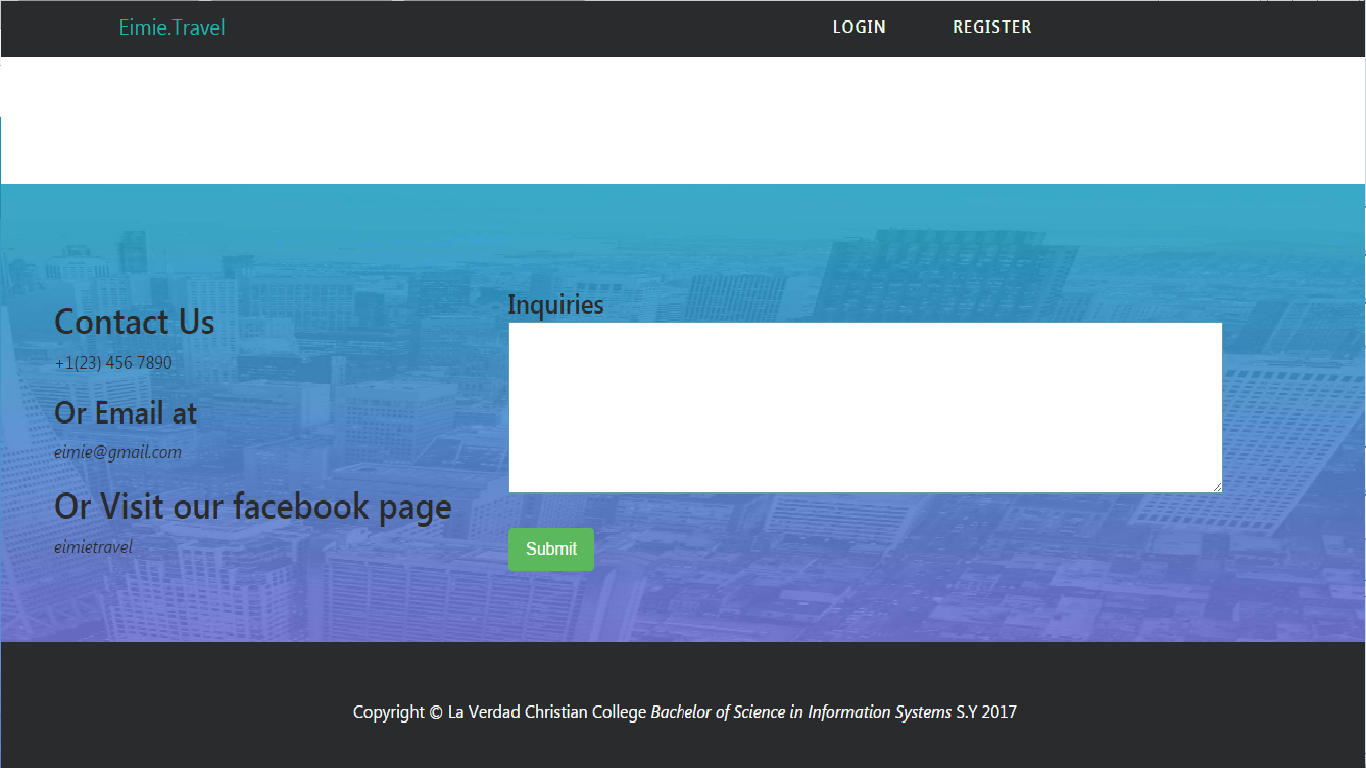 Eimie.Travel
LOGIN
REGISTER
Contact Us
+1(23) 456 7890
Or Email at
eimie@gmail.com
Or Visit our facebook page
eimietravel
Inquiries
Submit
Copyright © La Verdad Christian College Bachelor of Science in Information Systems S.Y 2017